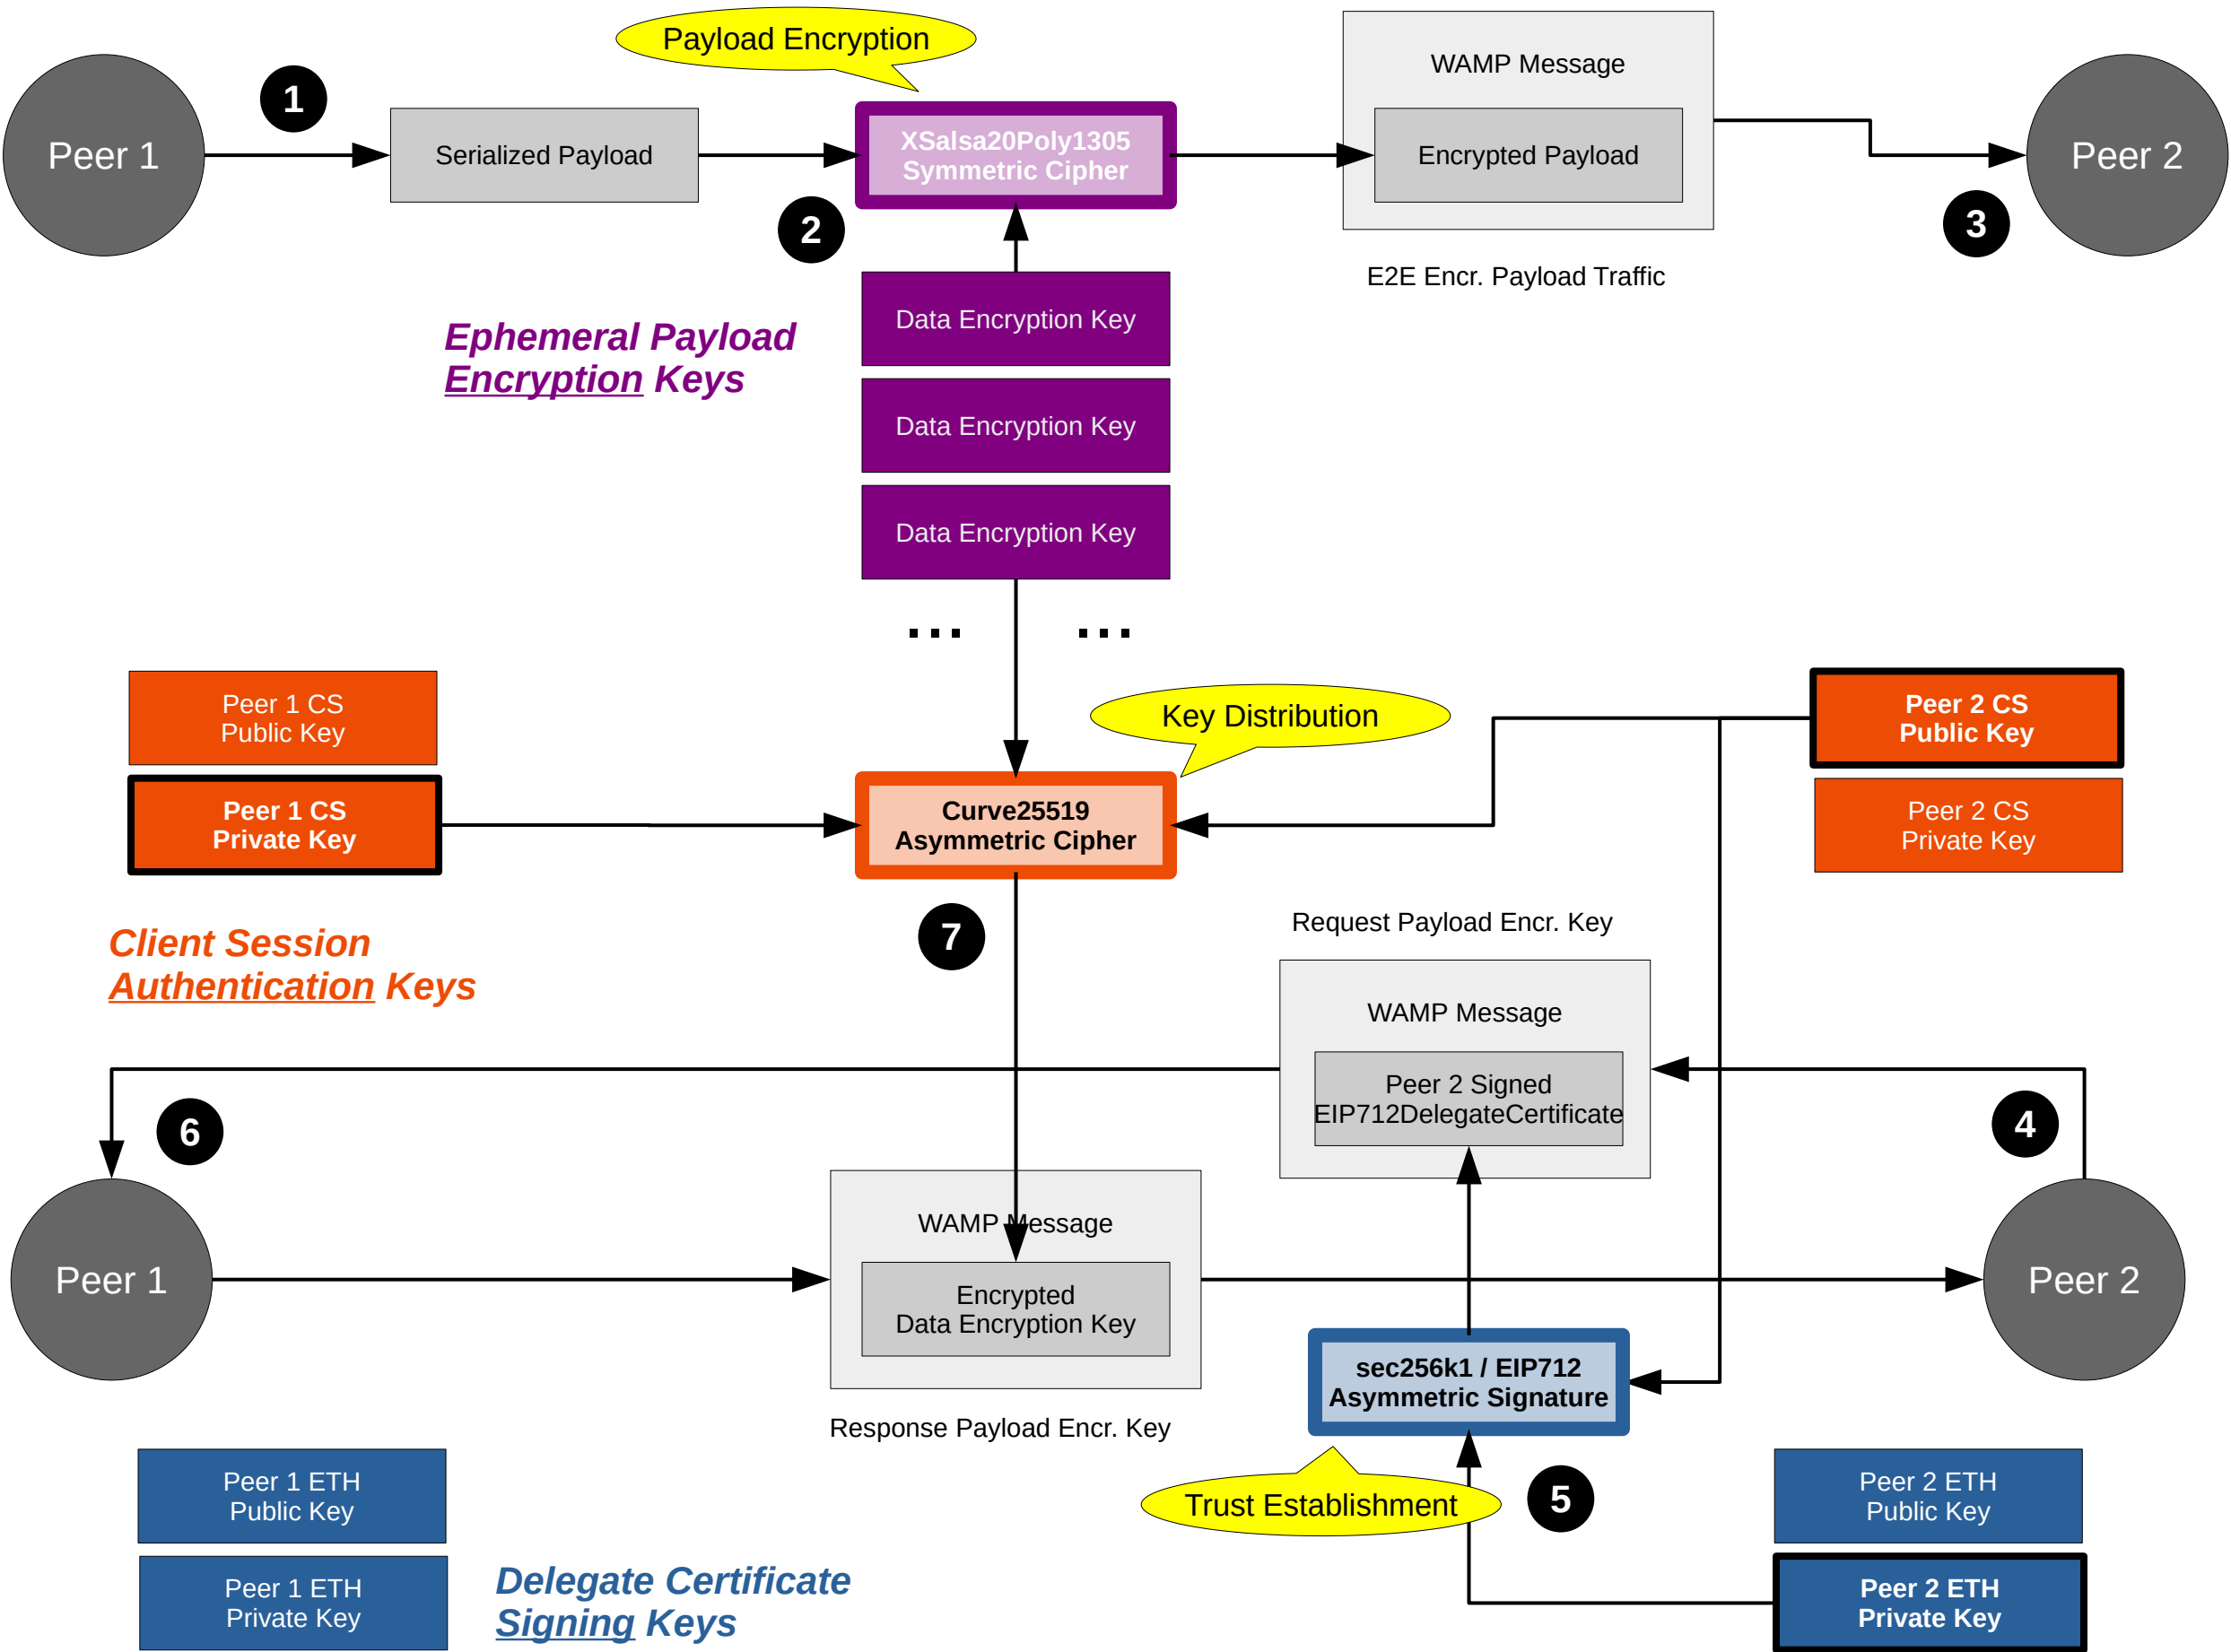 Payload Encryption
WAMP Message
1
Peer 1
Serialized Payload
XSalsa20Poly1305
Symmetric Cipher
Encrypted Payload
Peer 2
2
3
E2E Encr. Payload Traffic
Data Encryption Key
Ephemeral Payload
Encryption Keys
Data Encryption Key
Data Encryption Key
... ...
Peer 1 CS
Public Key
Key Distribution
Peer 2 CS
Public Key
Peer 1 CS
Private Key
Curve25519
Asymmetric Cipher
Peer 2 CS
Private Key
7
Request Payload Encr. Key
Client Session
Authentication Keys
WAMP Message
Peer 2 Signed
EIP712DelegateCertificate
6
4
WAMP Message
Peer 1
Encrypted
Data Encryption Key
Peer 2
sec256k1 / EIP712
Asymmetric Signature
Response Payload Encr. Key
Peer 1 ETH
Public Key
Trust Establishment
5
Peer 2 ETH
Public Key
Peer 1 ETH
Private Key
Delegate Certificate
Signing Keys
Peer 2 ETH
Private Key